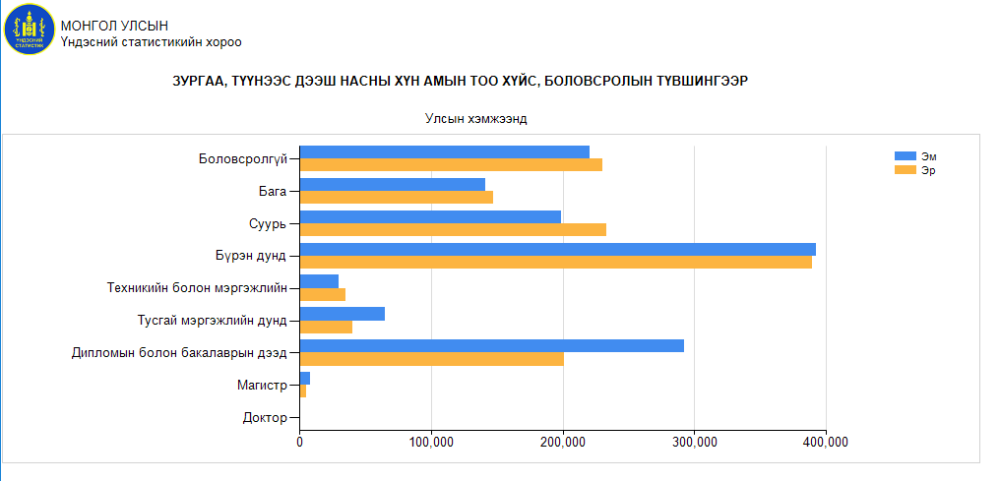 ҮНДЭСНИЙ
СТАТИСТИК
МОНГОЛ УЛСЫН
Үндэсний статистикийн хороо
ЗУРГАА, ТҮҮНЭЭС ДЭЭШ НАСНЫ ХҮН АМЫН ТОО ХҮЙС, БОЛОВСРОЛЫН ТҮВШИНГЭЭР
Улсын хэмжээнд
Эм
Эр
Боловсролгүй
Бага
Суурь
Бүрэн дунд
Техникийн болон мэргэжлийн
Тусгай мэргэжлийн дунд
Дипломын болон бакалаврын дээд
Магистр
Доктор
0 100,000 200,000 300,000 400,000